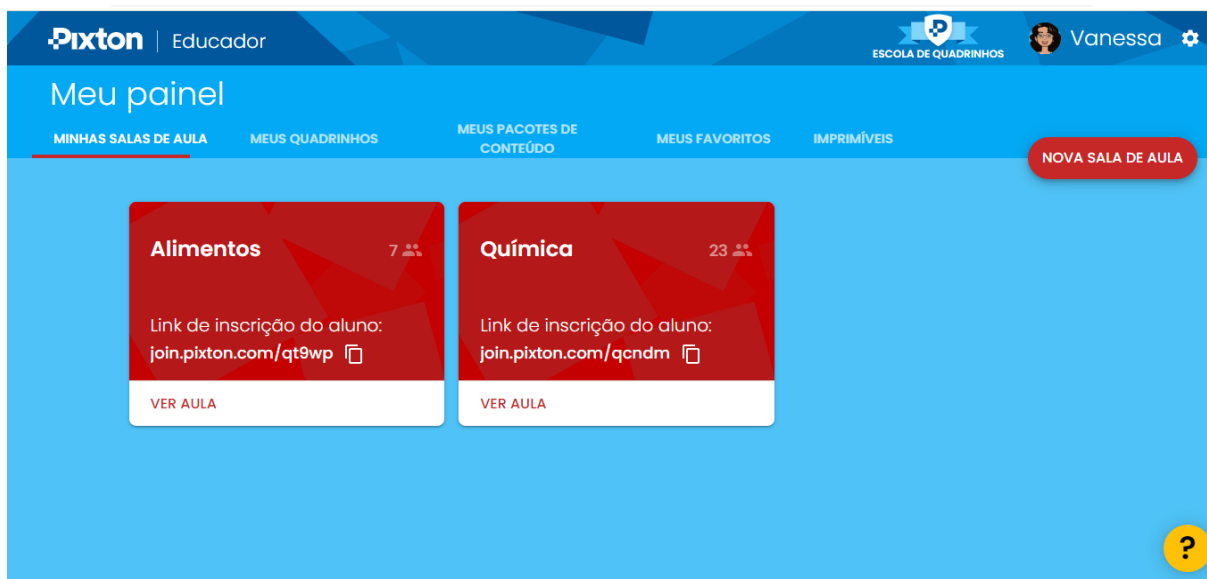 Pixton | Educador
ESCOLA DE QUADRINHOS
Vanessa
Meu painel
MINHAS SALAS DE AULA
MEUS QUADRINHOS
MEUS PACOTES DE
CONTEÚDO
MEUS FAVORITOS
IMPRIMÍVEIS
NOVA SALA DE AULA
Alimentos
7
Link de inscrição do aluno:
join.pixton.com/qt9wp
VER AULA
Química
23
Link de inscrição do aluno:
join.pixton.com/qcndm
VER AULA
?